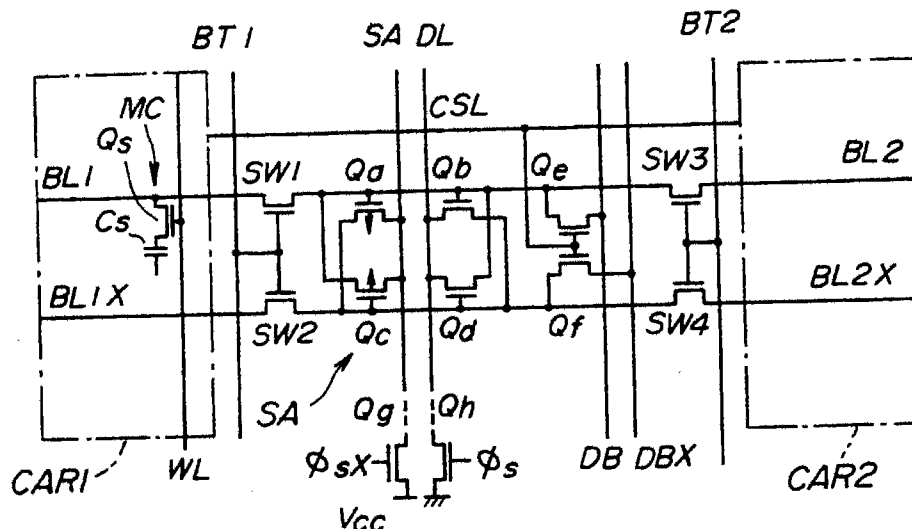 BT1 SA DL BT2
MC CSL
Qs
BL1 SW1 Qa Qb Qe SW3 BL2
Cs
BL1X SW2 Qc Qd Qf SW4 BL2X
SA Qg Qh
CAR1 WL ϕsX ϕs DB DBX CAR2
Vcc